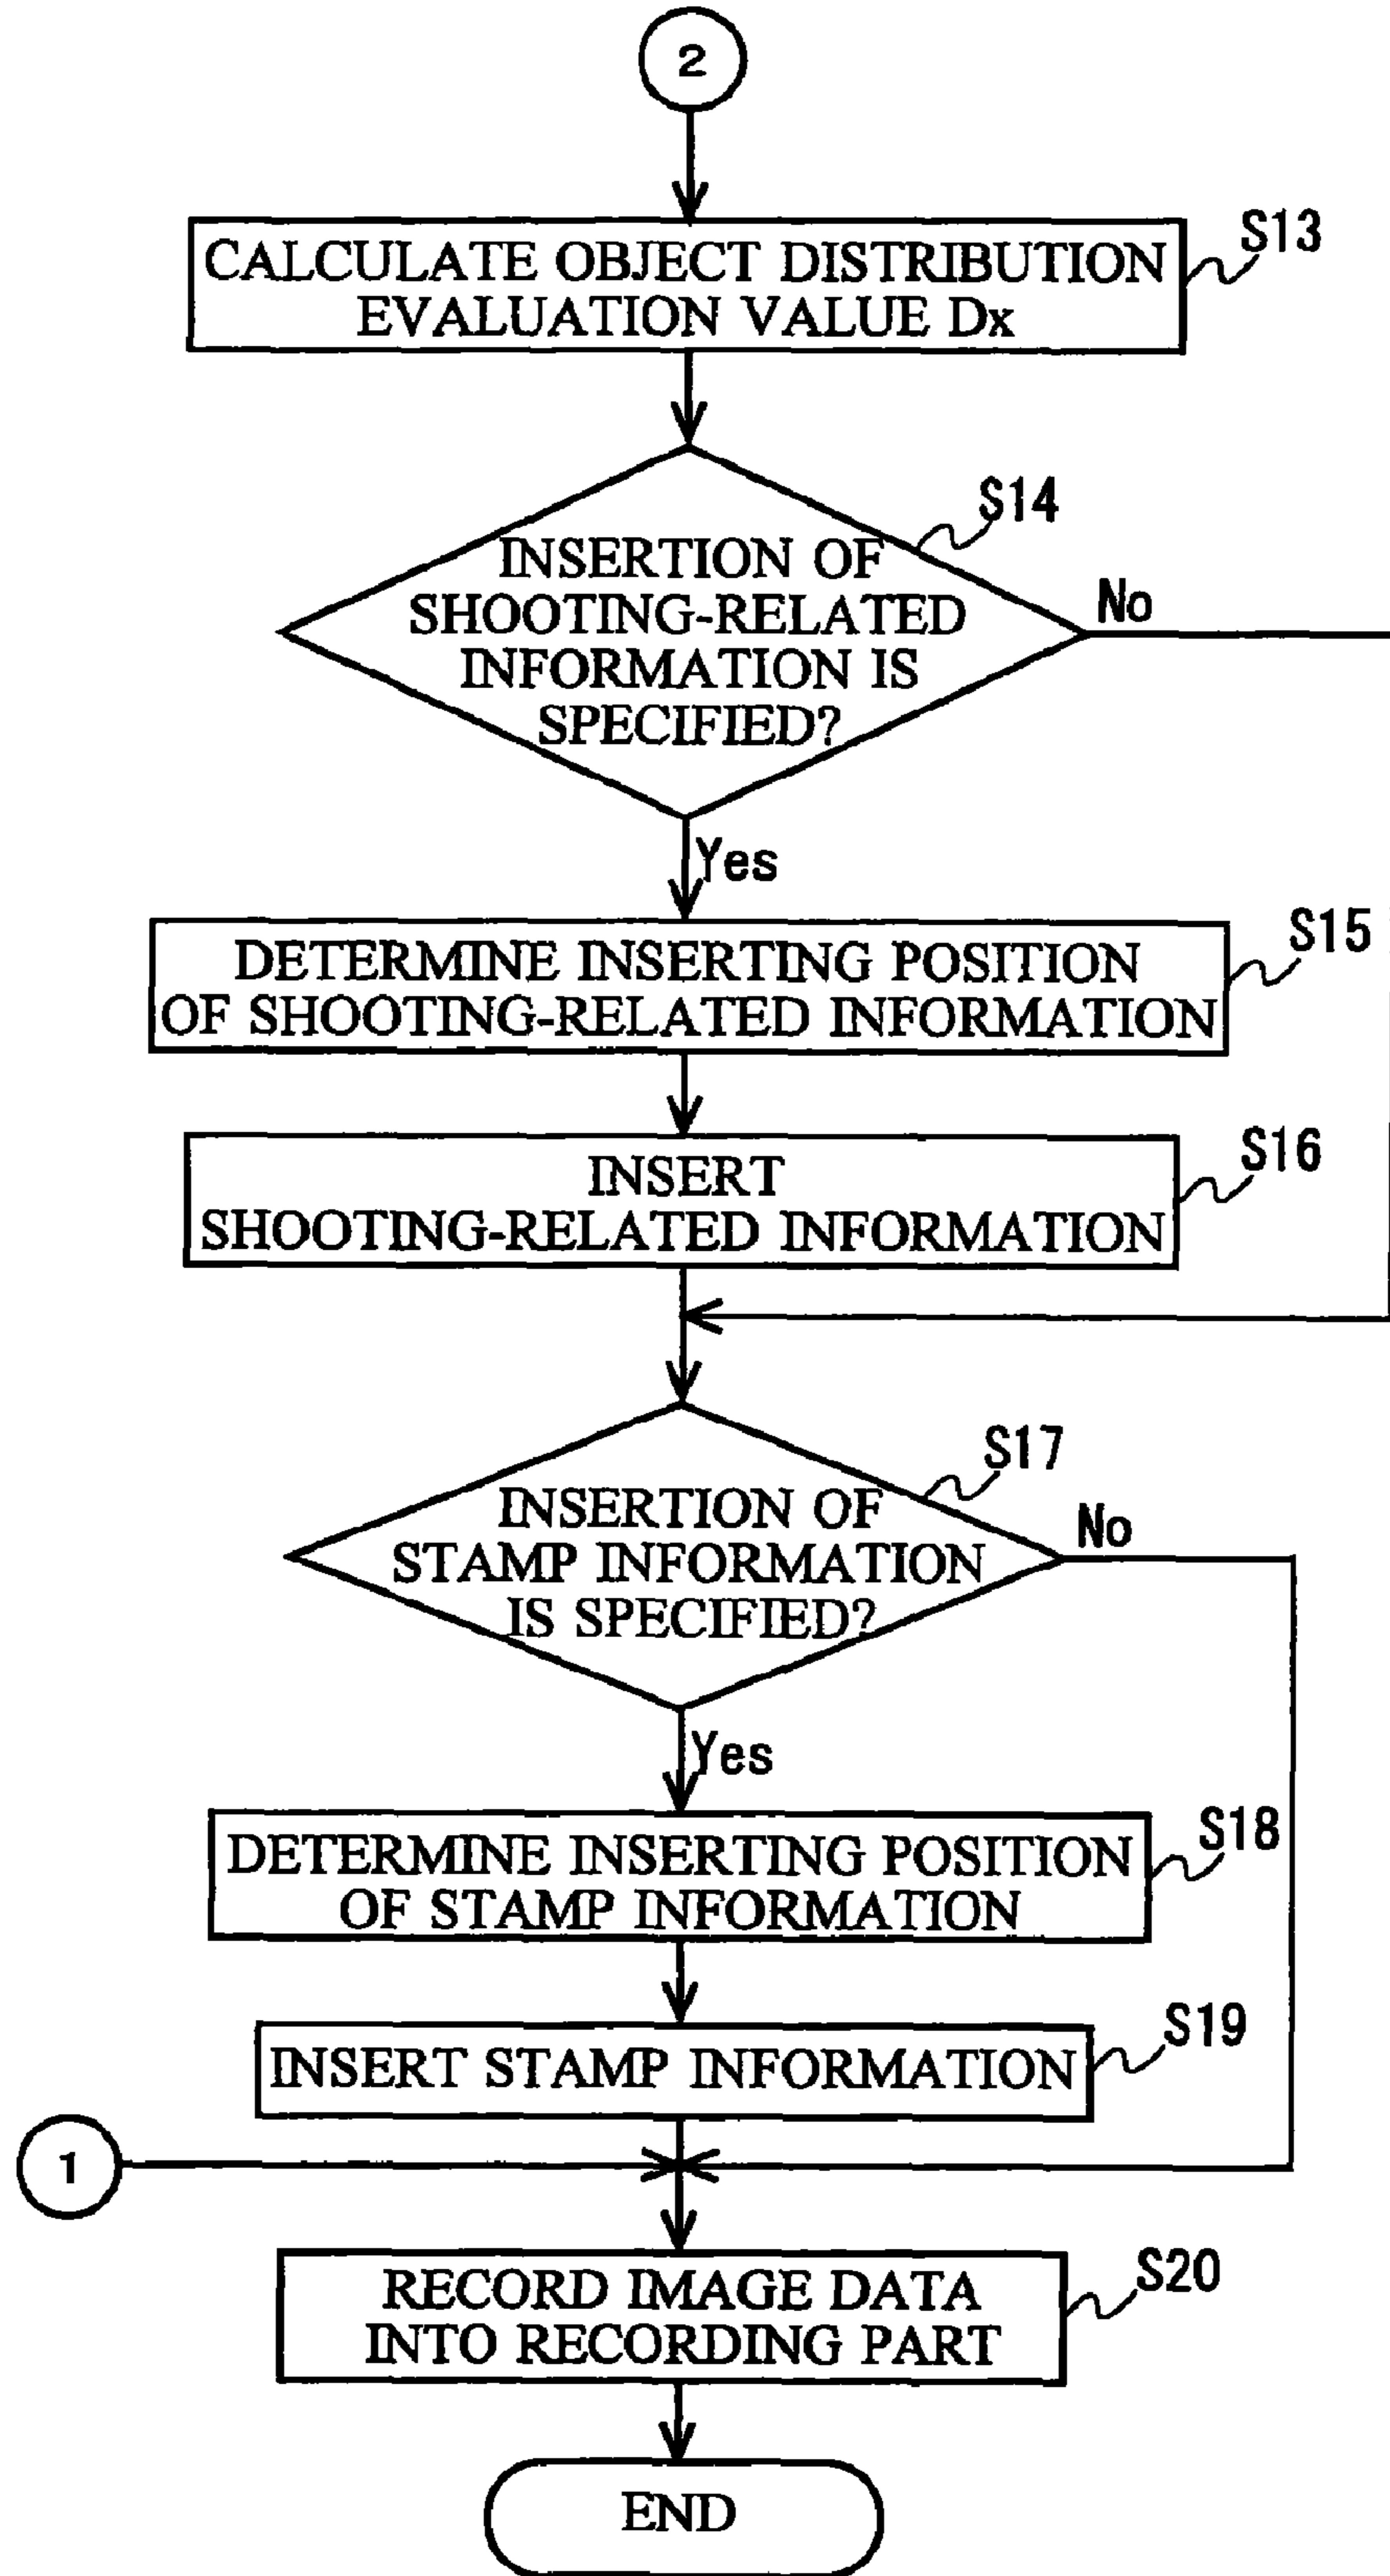 2
CALCULATE OBJECT DISTRIBUTION
EVALUATION VALUE Dx
S13
S14
INSERTION OF
SHOOTING-RELATED
INFORMATION IS
SPECIFIED?
No
Yes
DETERMINE INSERTING POSITION
OF SHOOTING-RELATED INFORMATION
S15
INSERT
SHOOTING-RELATED INFORMATION
S16
S17
INSERTION OF
STAMP INFORMATION
IS SPECIFIED?
No
Yes
DETERMINE INSERTING POSITION
OF STAMP INFORMATION
S18
INSERT STAMP INFORMATION
S19
1
RECORD IMAGE DATA
INTO RECORDING PART
S20
END